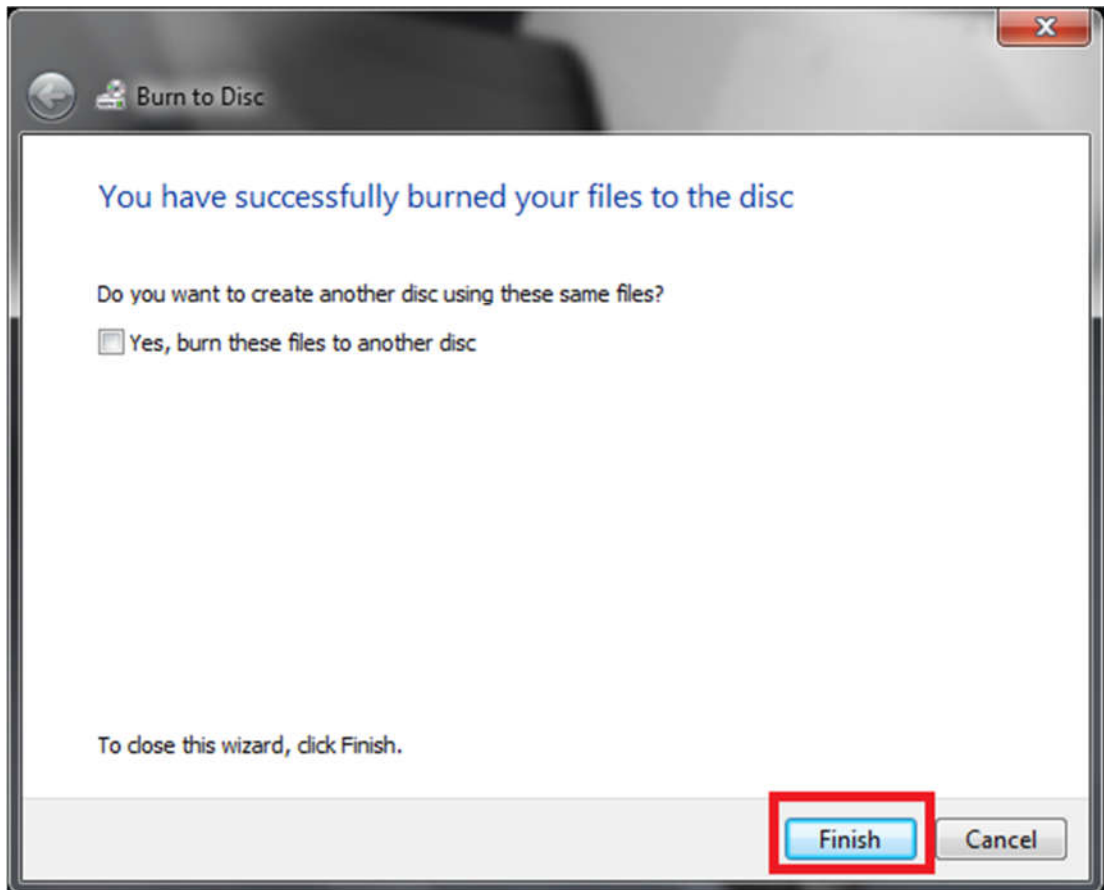 Burn to Disc
You have successfully burned your files to the disc
Do you want to create another disc using these same files?
Yes, burn these files to another disc
To close this wizard, click Finish.
Finish Cancel